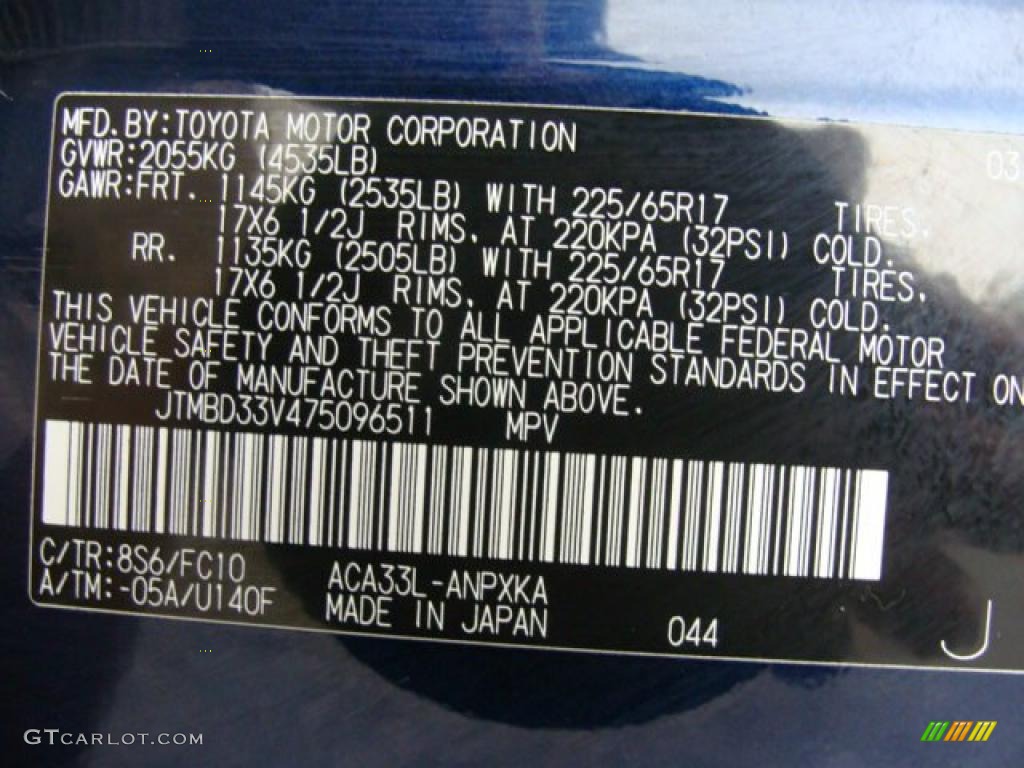 MFD. BY: TOYOTA MOTOR CORPORATION
03
GVWR: 2055KG (4535LB)
GAWR: FRT. 1145KG (2535LB) WITH 225/65R17 TIRES.
17X6 1/2J RIMS. AT 220KPA (32PSI) COLD.
RR. 1135KG (2505LB) WITH 225/65R17 TIRES.
17X6 1/2J RIMS. AT 220KPA (32PSI) COLD.
THIS VEHICLE CONFORMS TO ALL APPLICABLE FEDERAL MOTOR
VEHICLE SAFETY AND THEFT PREVENTION STANDARDS IN EFFECT ON
THE DATE OF MANUFACTURE SHOWN ABOVE.
JTMBD33V475096511 MPV
C/TR: 8S6/FC10
A/TM: -05A/U140F
ACA33L-ANPXKA
MADE IN JAPAN
044
J
GTCARLOT.COM